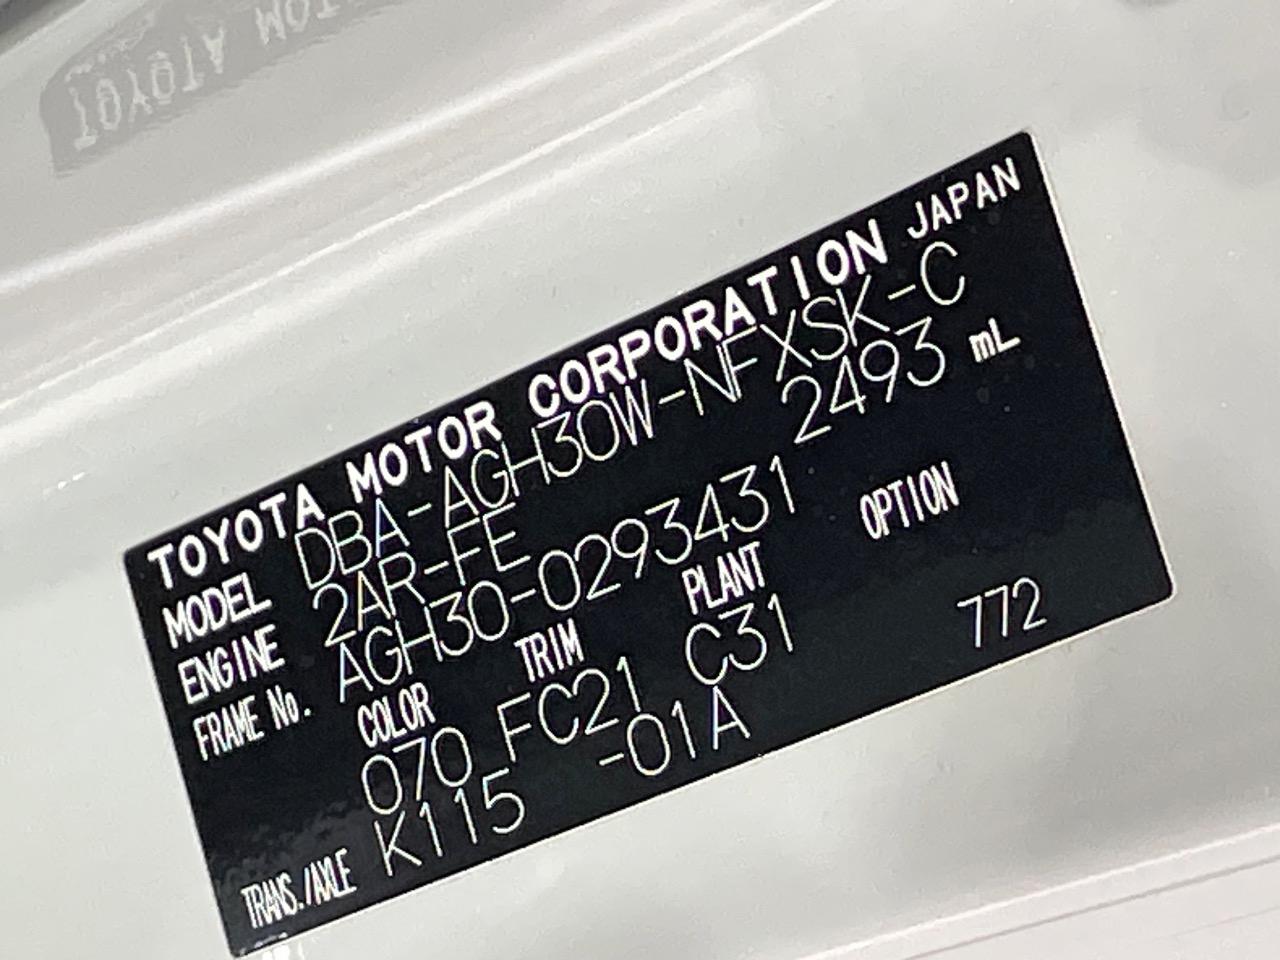 TOYOTA MOTOR CORPORATION JAPAN
MODEL DBA-AGH30W-NFXSK-C
ENGINE 2AR-FE 2493 mL
FRAME No. AGH30-0293431
COLOR TRIM PLANT OPTION
070 FC21 C31 772
TRANS./AXLE K115 -01A
TOYOTA MOT